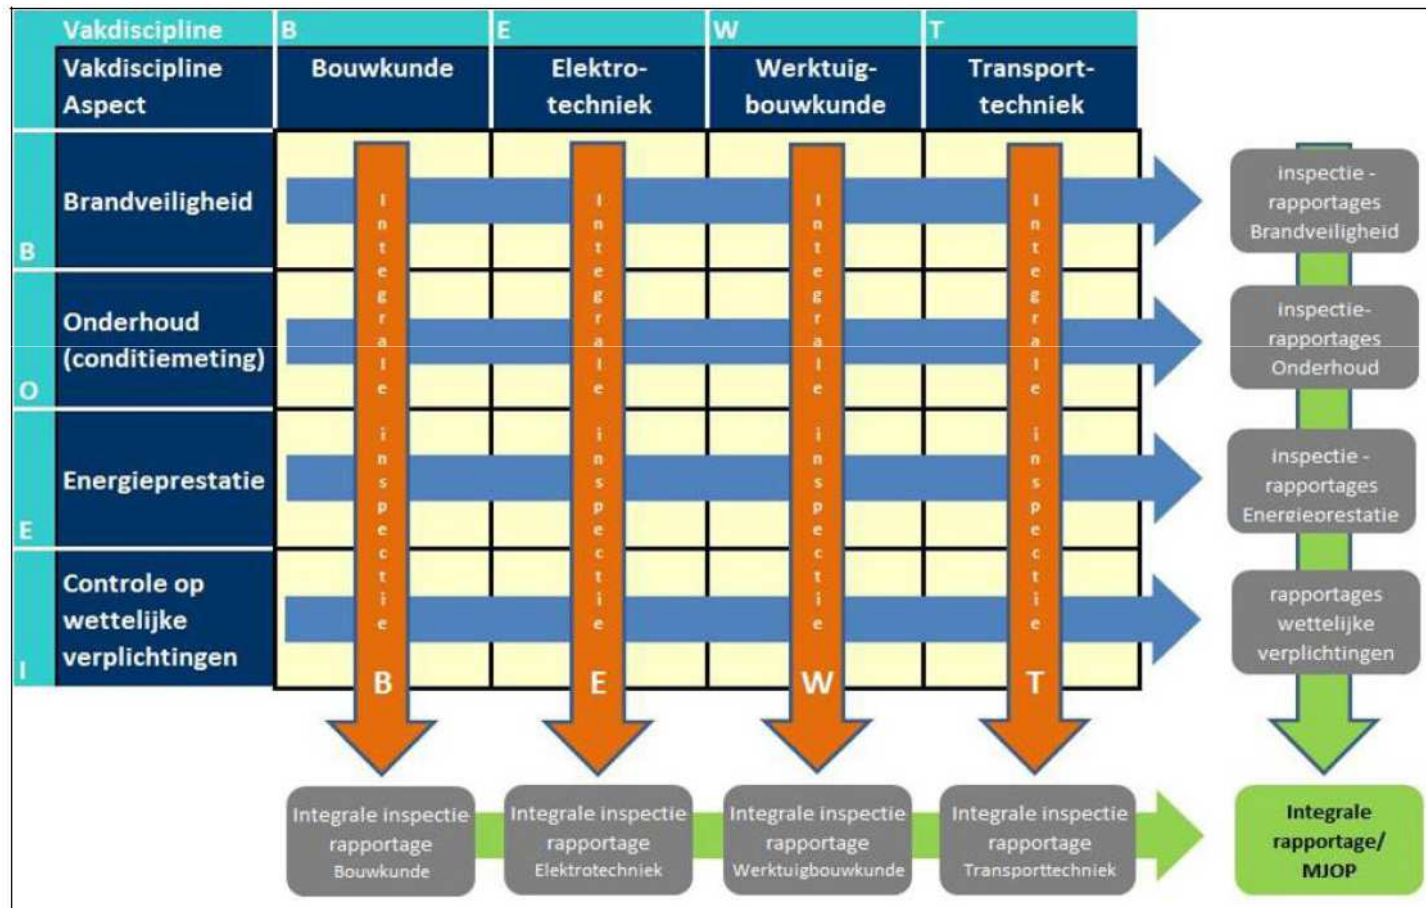 Vakdiscipline
B
E
W
T
Vakdiscipline
Aspect
Bouwkunde
Elektro-
techniek
Werktuig-
bouwkunde
Transport-
techniek
B
Brandveiligheid
O
Onderhoud
(conditiemeting)
E
Energieprestatie
I
Controle op
wettelijke
verplichtingen
Integrale inspectie
B
Integrale inspectie
E
Integrale inspectie
W
Integrale inspectie
T
inspectie -
rapportages
Brandveiligheid
inspectie-
rapportages
Onderhoud
inspectie -
rapportages
Energieprestatie
rapportages
wettelijke
verplichtingen
Integrale inspectie
rapportage
Bouwkunde
Integrale inspectie
rapportage
Elektrotechniek
Integrale inspectie
rapportage
Werktuigbouwkunde
Integrale inspectie
rapportage
Transporttechniek
Integrale
rapportage/
MJOP